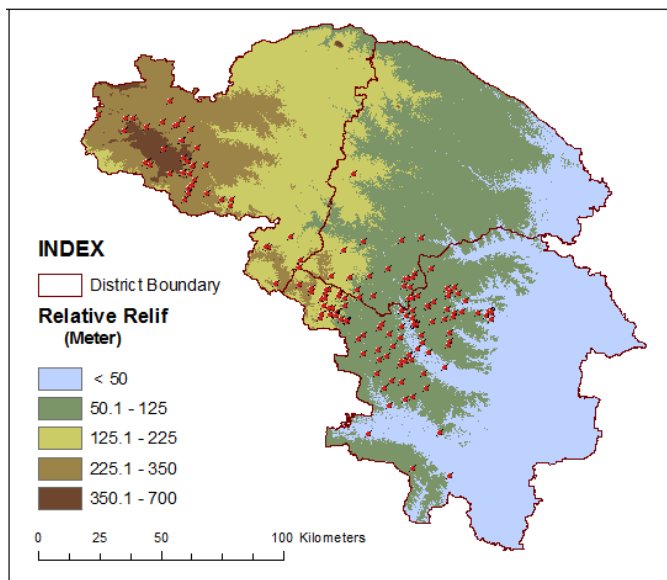 INDEX
District Boundary
Relative Relif
(Meter)
< 50
50.1 - 125
125.1 - 225
225.1 - 350
350.1 - 700
0 25 50 100 Kilometers